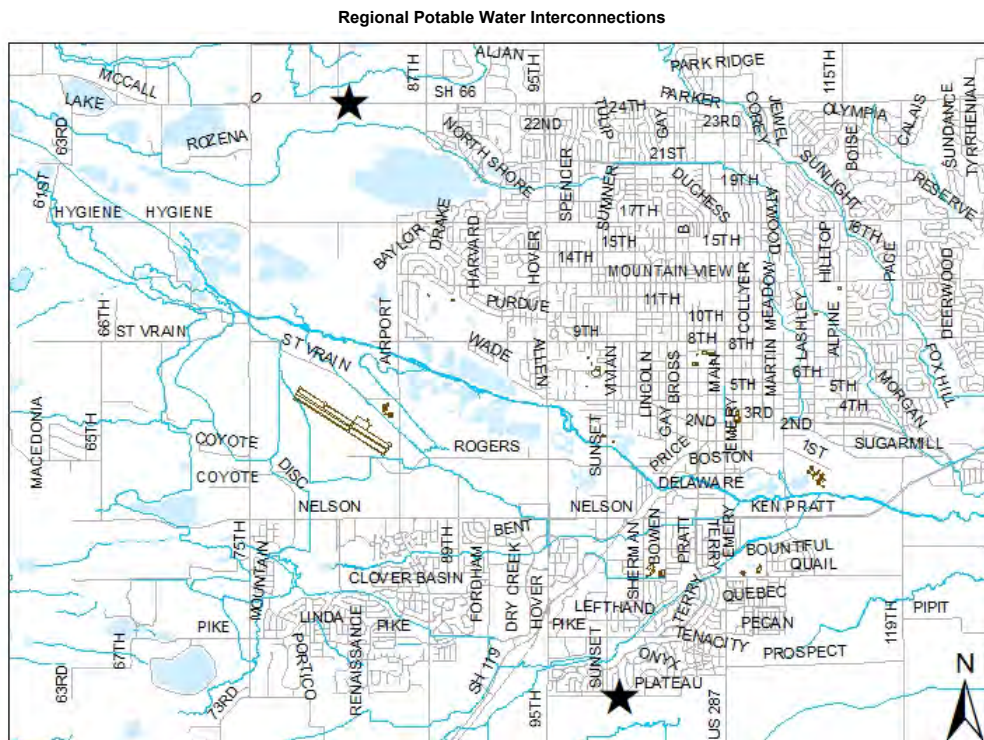 Regional Potable Water Interconnections
ALJAN
MCCALL
87TH
95TH
PARK RIDGE
115TH
SH 66
LAKE
O
PARKER
124TH
TULIP
GAY
COREY
JEWEL
OLYMPIA
CALAIS
SUNDANCE
TYRRHENIAN
63RD
ROZENA
NORTH SHORE
22ND
23RD
BOISE
21ST
61ST
SPENCER
SUMNER
DUCHESS
19TH
SUNLIGHT
RESERVE
HYGIENE
HYGIENE
DRAKE
17TH
ATWOOD
16TH
BAYLOR
HARVARD
HOVER
15TH
B
15TH
HILLTOP
PACE
14TH
MOUNTAIN VIEW
DEERWOOD
66TH
PURDUE
11TH
COLLYER
MARTIN
MEADOW
10TH
ST VRAIN
ST VRAIN
AIRPORT
WADE
9TH
8TH
8TH
LASHLEY
ALPINE
ALLEN
VIVIAN
LINCOLN
BROSS
MAIN
6TH
FOX HILL
5TH
5TH
MORGAN
MACEDONIA
65TH
GAY
4TH
3RD
2ND
EMERY
2ND
COYOTE
ROGERS
SUNSET
PRICE
BOSTON
1ST
SUGARMILL
COYOTE
DISC
DELAWARE
NELSON
NELSON
KEN PRATT
BENT
75TH
89TH
SHERMAN
BOWEN
PRATT
TERRY
EMERY
BOUNTIFUL
MOUNTAIN
CLOVER BASIN
FORDHAM
DRY CREEK
HOVER
QUAIL
QUEBEC
LEFTHAND
TERRY
PIKE
LINDA
PIKE
PIKE
PECAN
119TH
PIPIT
67TH
PORTICO
RENAISSANCE
TENACITY
PROSPECT
N
63RD
73RD
SH 119
SUNSET
ONYX
PLATEAU
95TH
US 287